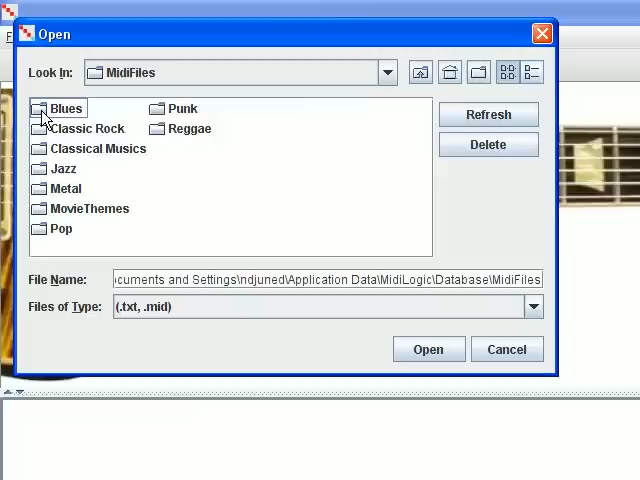 Open
F
Look In:
MidiFiles
Blues
Punk
Classic Rock
Reggae
Classical Musics
Jazz
Metal
MovieThemes
Pop
Refresh
Delete
File Name:
ocuments and Settings\ndjuned\Application Data\MidiLogic\Database\MidiFiles
Files of Type:
(.txt, .mid)
Open
Cancel